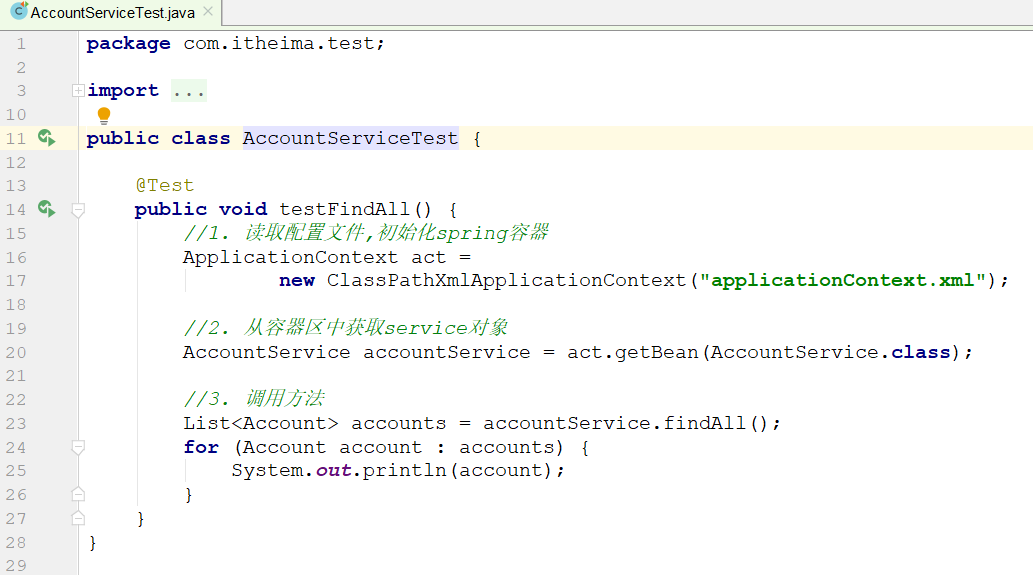 AccountServiceTest.java
1 package com.itheima.test;
2
3 import ...
10
11 public class AccountServiceTest {
12
13 @Test
14 public void testFindAll() {
15 //1. 读取配置文件,初始化spring容器
16 ApplicationContext act =
17 new ClassPathXmlApplicationContext("applicationContext.xml");
18
19 //2. 从容器区中获取service对象
20 AccountService accountService = act.getBean(AccountService.class);
21
22 //3. 调用方法
23 List<Account> accounts = accountService.findAll();
24 for (Account account : accounts) {
25 System.out.println(account);
26 }
27 }
28 }
29